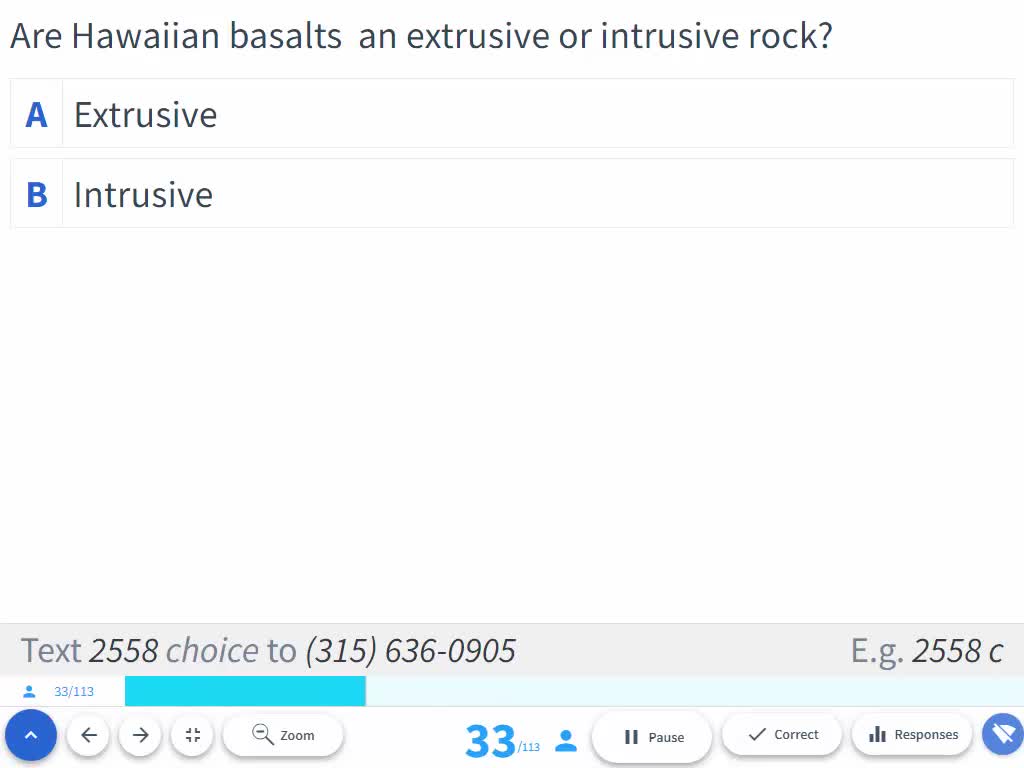 Are Hawaiian basalts  an extrusive or intrusive rock?
A Extrusive
B Intrusive
Text 2558 choice to (315) 636-0905 E.g. 2558 c
33/113
Zoom 33/113 Pause Correct Responses